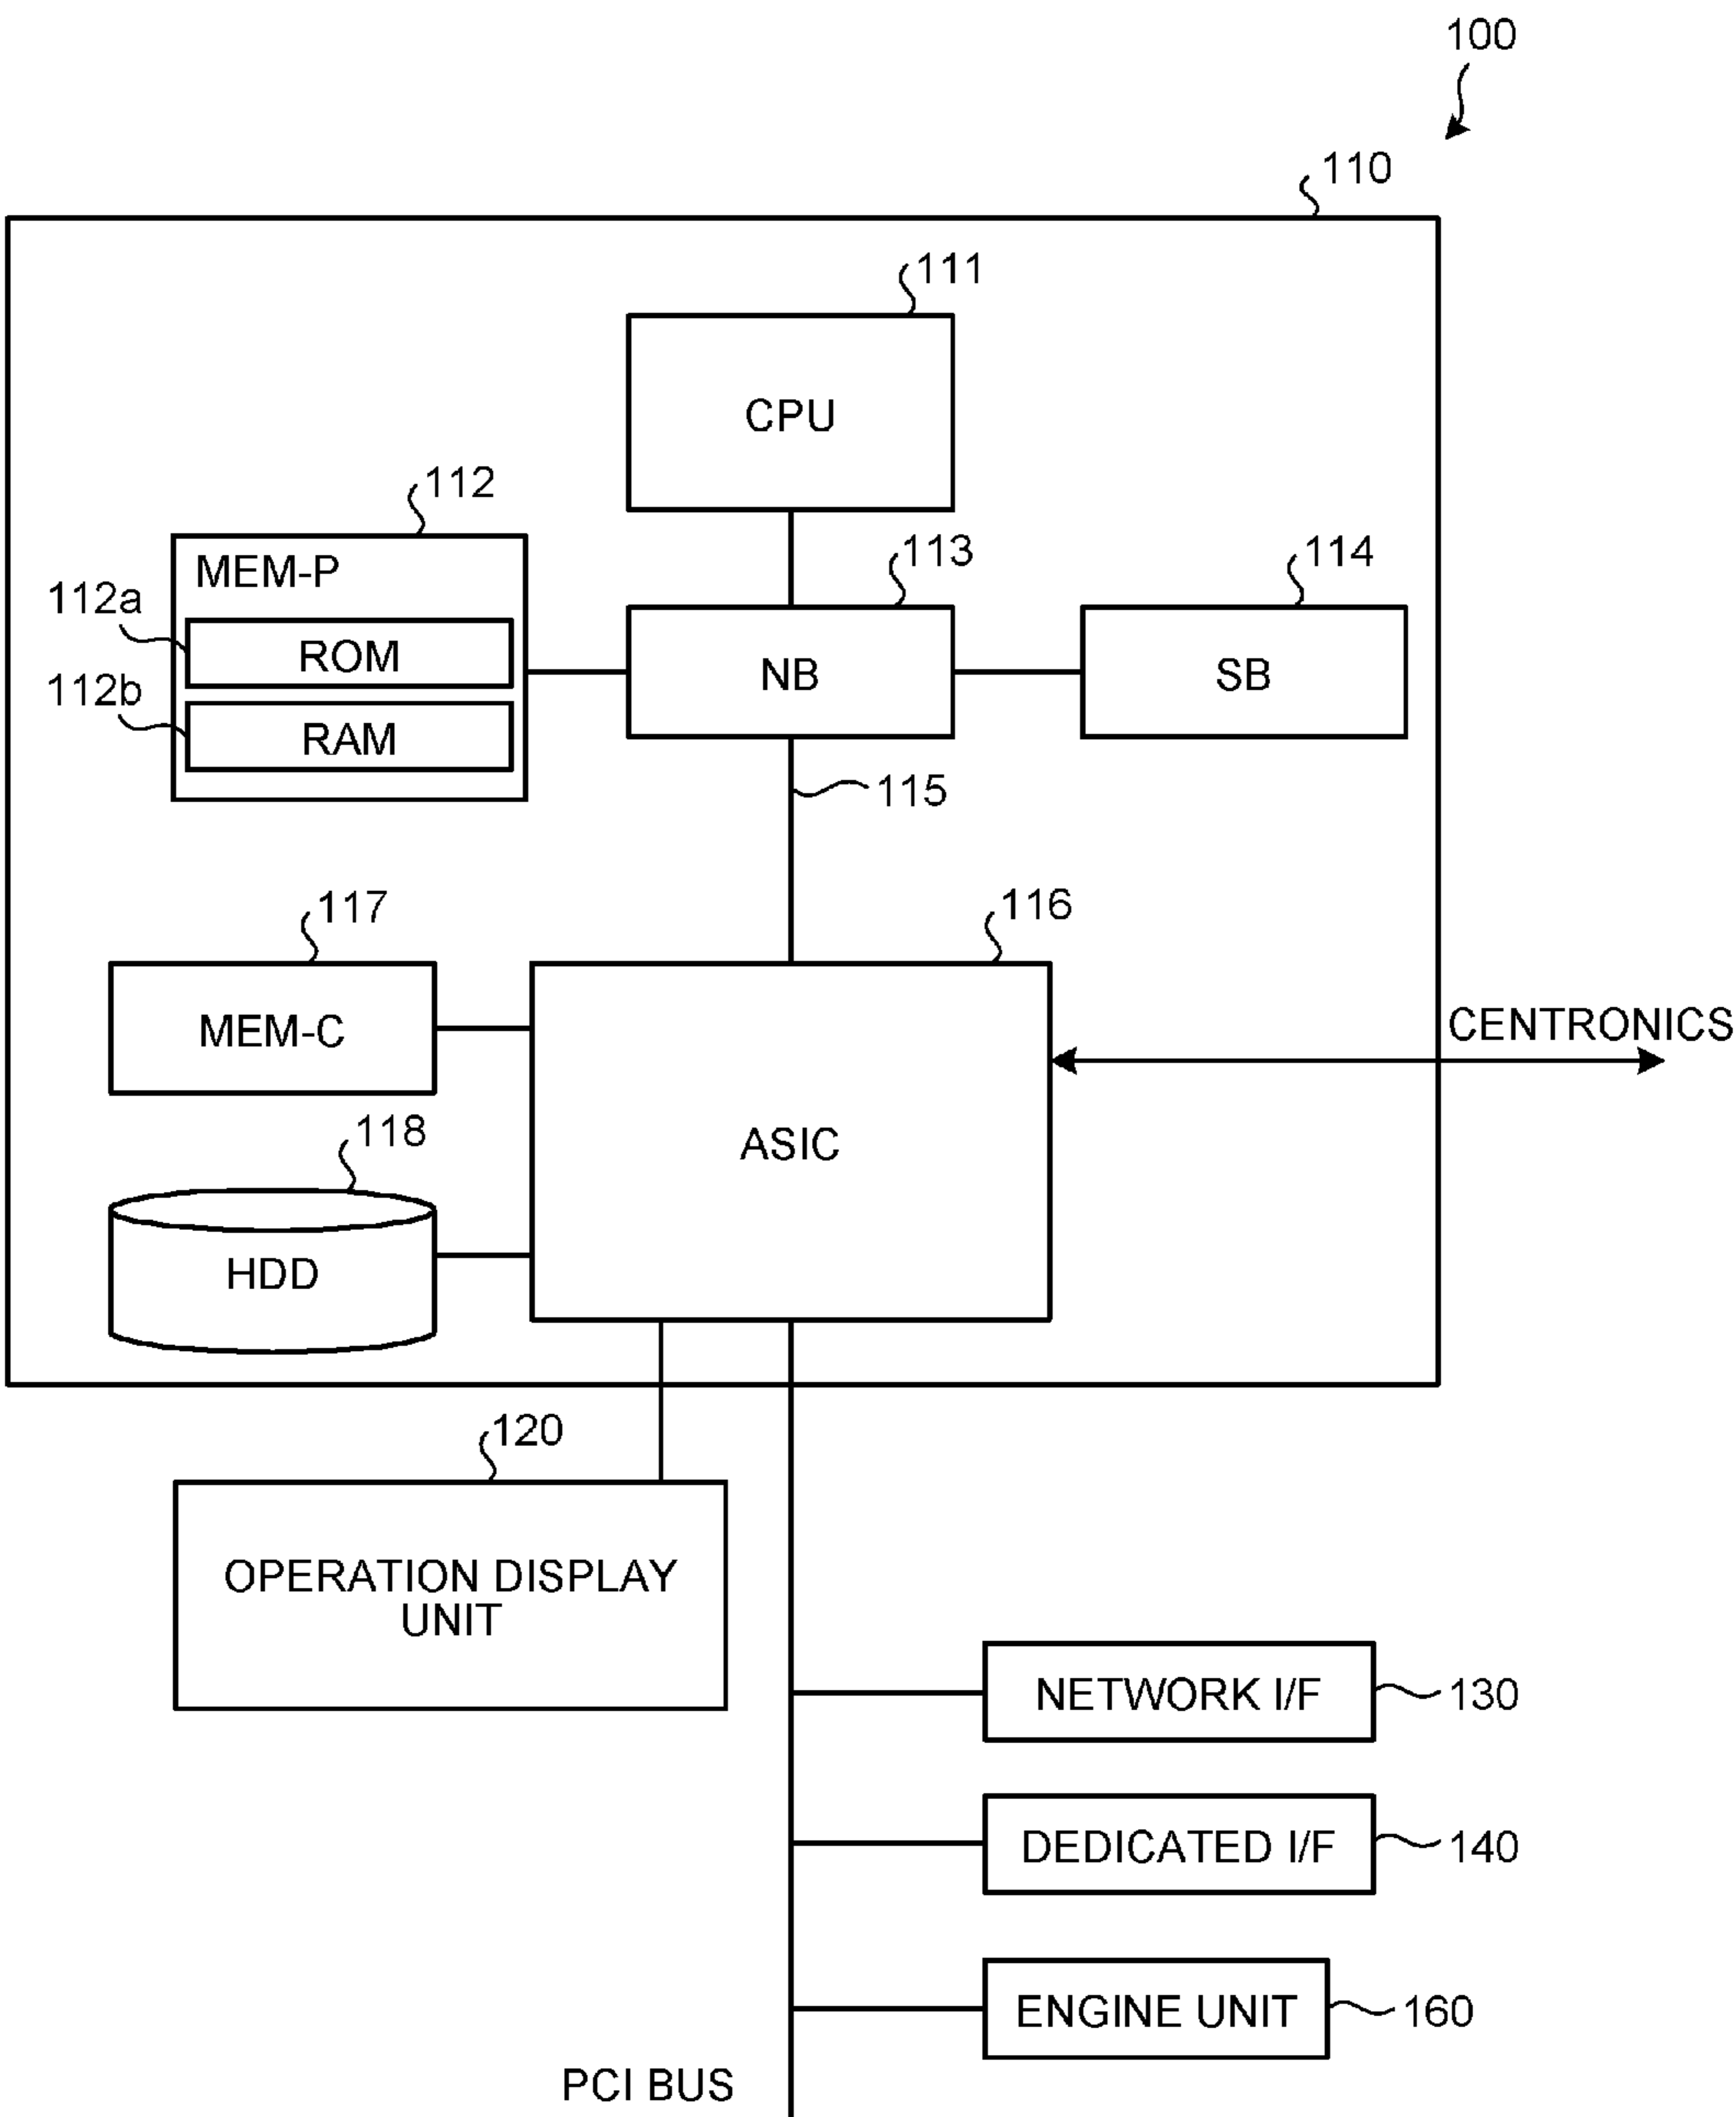 100
110
111
CPU
112
MEM-P
113
114
112a
ROM
NB
SB
112b
RAM
115
117
116
MEM-C
CENTRONICS
118
ASIC
HDD
120
OPERATION DISPLAY
UNIT
NETWORK I/F
130
DEDICATED I/F
140
ENGINE UNIT
160
PCI BUS